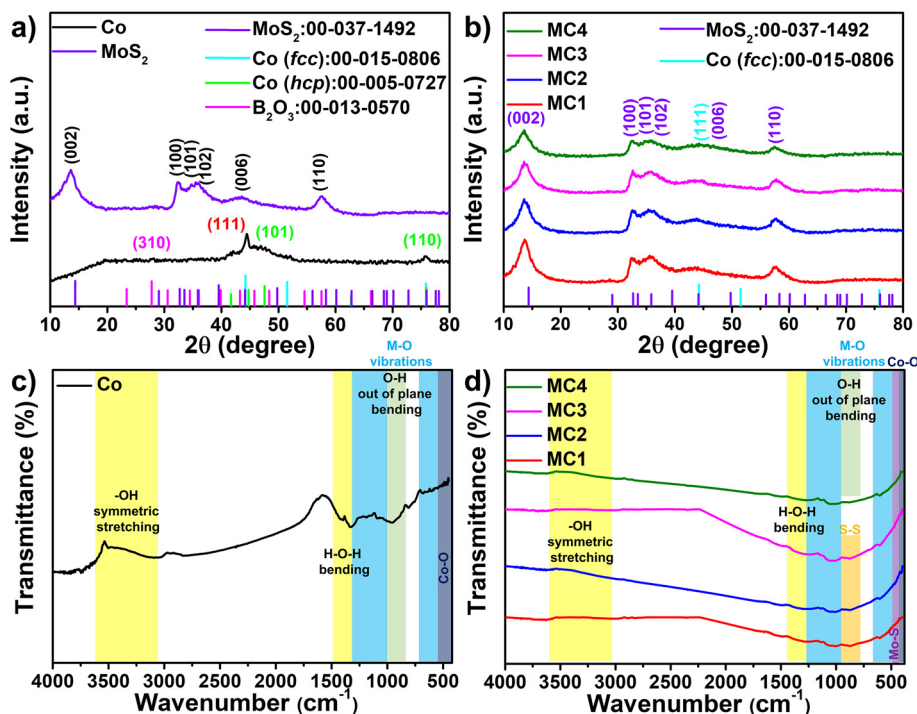 a)
Co
MoS₂
MoS₂:00-037-1492
Co (fcc):00-015-0806
Co (hcp):00-005-0727
B₂O₃:00-013-0570
Intensity (a.u.)
(002)
(100)
(101)
(102)
(006)
(110)
(310)
(111)
(101)
(110)
10 20 30 40 50 60 70 80
2θ (degree)
b)
MC4
MC3
MC2
MC1
MoS₂:00-037-1492
Co (fcc):00-015-0806
Intensity (a.u.)
(002)
(100)
(101)
(102)
(111)
(006)
(110)
10 20 30 40 50 60 70 80
2θ (degree)
c)
Co
M-O
vibrations
O-H
out of plane
bending
-OH
symmetric
stretching
H-O-H
bending
Co-O
Transmittance (%)
4000 3500 3000 2500 2000 1500 1000 500
Wavenumber (cm⁻¹)
d)
MC4
MC3
MC2
MC1
M-O
vibrations
Co-O
O-H
out of plane
bending
-OH
symmetric
stretching
H-O-H
bending
S-S
Mo-S
Transmittance (%)
4000 3500 3000 2500 2000 1500 1000 500
Wavenumber (cm⁻¹)